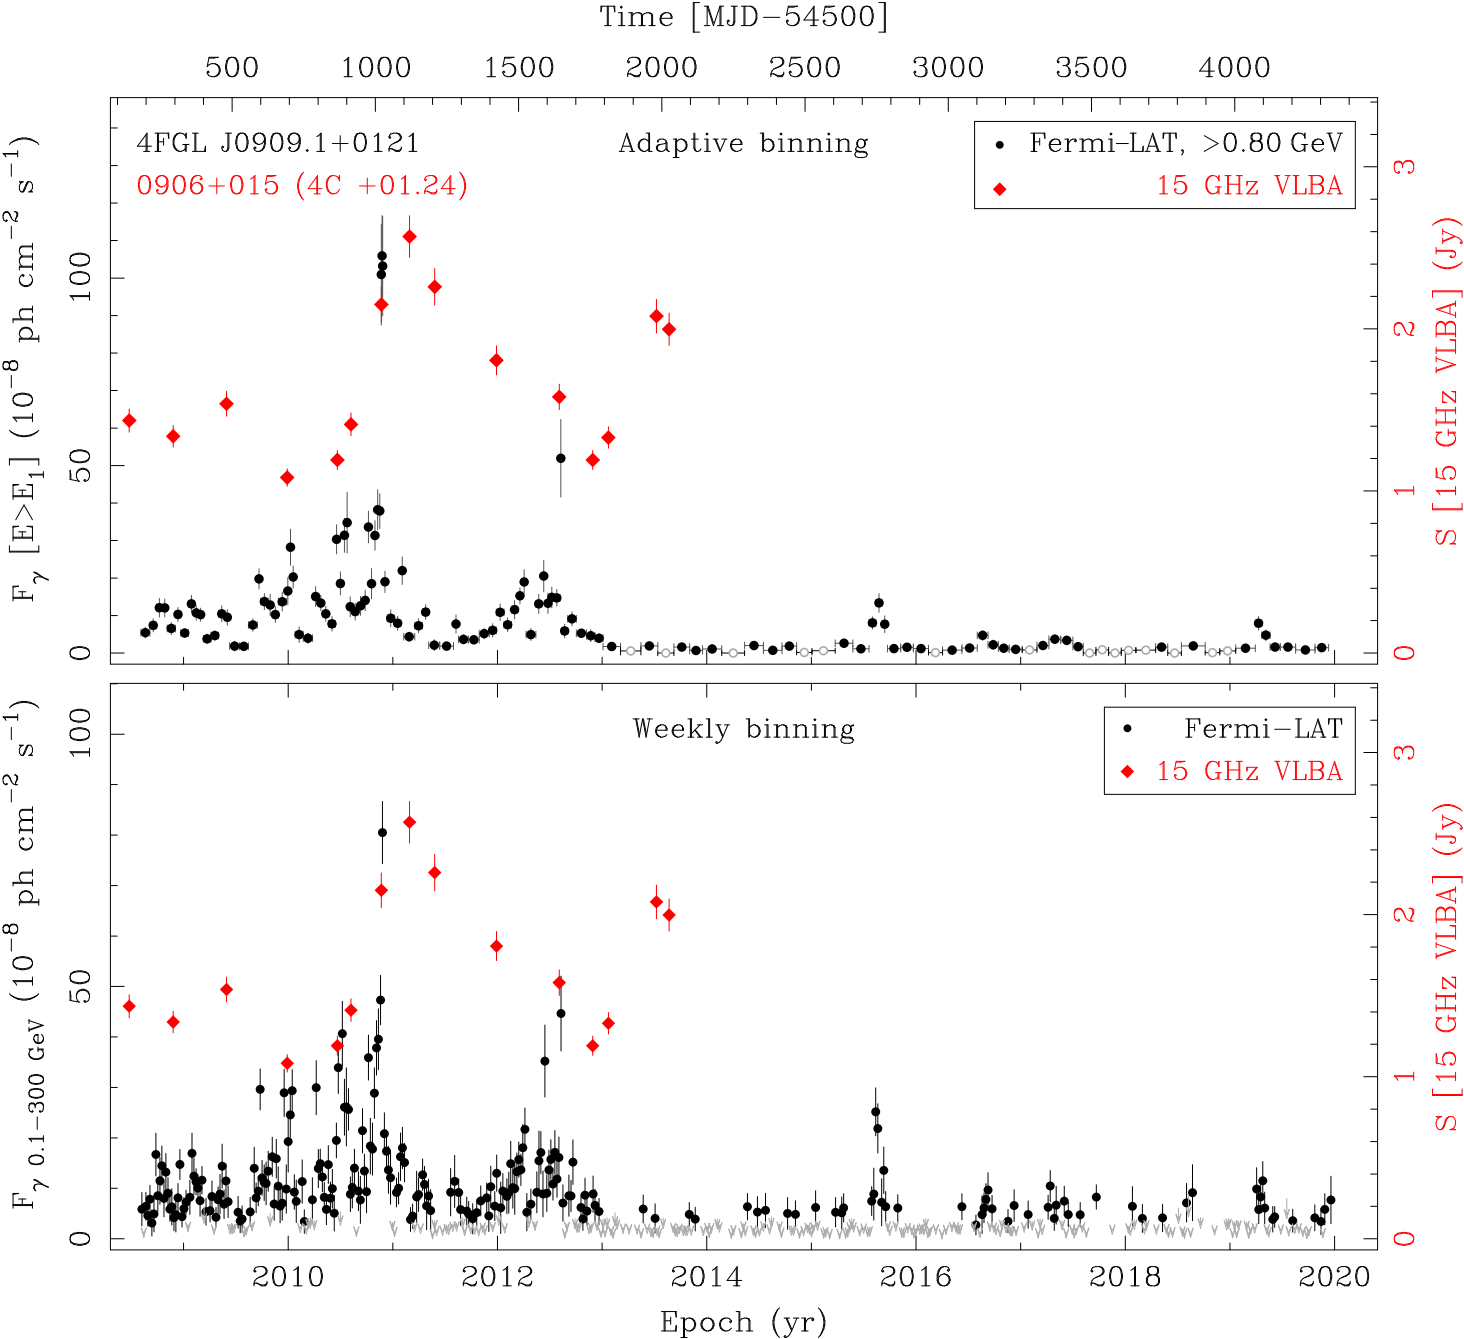 Time [MJD−54500]
500 1000 1500 2000 2500 3000 3500 4000
4FGL J0909.1+0121
0906+015 (4C +01.24)
Adaptive binning
Fermi−LAT, >0.80 GeV
15 GHz VLBA
F_γ [E>E_1] (10^−8 ph cm^−2 s^−1)
100
50
0
3
2
1
0
S [15 GHz VLBA] (Jy)
Weekly binning
Fermi−LAT
15 GHz VLBA
F_γ 0.1−300 GeV (10^−8 ph cm^−2 s^−1)
100
50
0
3
2
1
0
S [15 GHz VLBA] (Jy)
2010 2012 2014 2016 2018 2020
Epoch (yr)